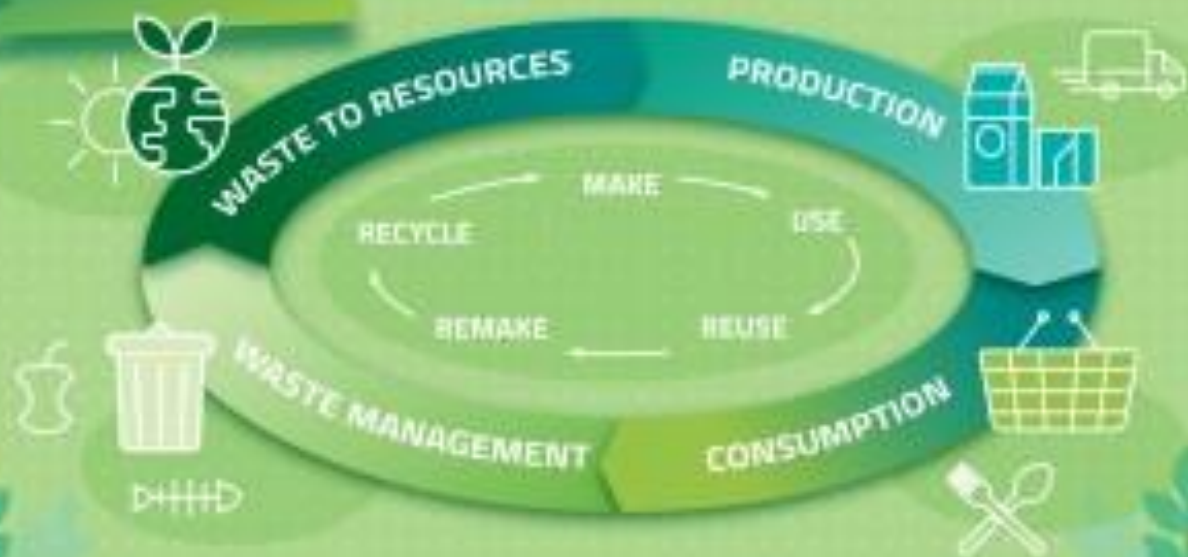 WASTE TO RESOURCES
PRODUCTION
MAKE
RECYCLE
USE
REMAKE
REUSE
WASTE MANAGEMENT
CONSUMPTION